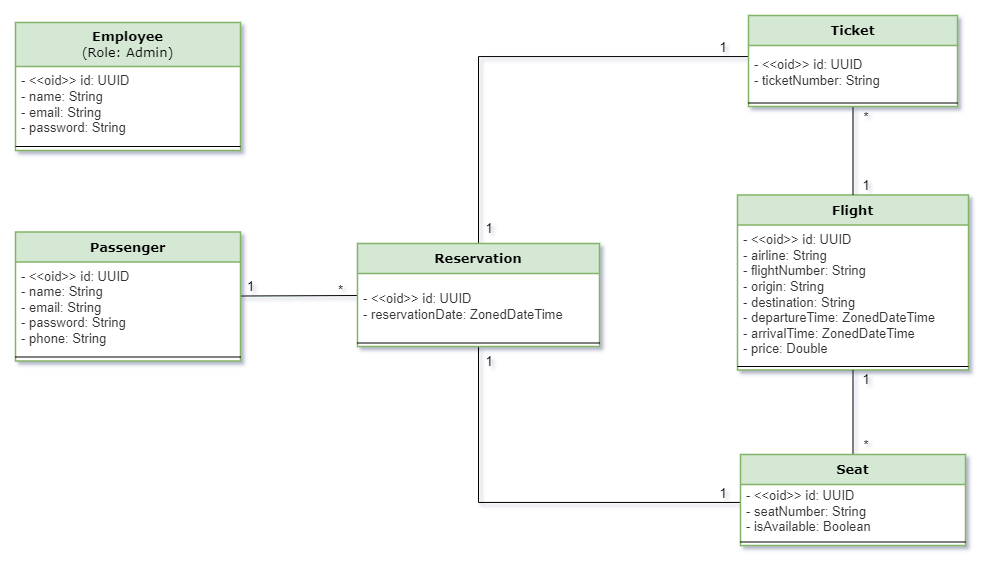 Employee
(Role: Admin)
- <<oid>> id: UUID
- name: String
- email: String
- password: String
Passenger
- <<oid>> id: UUID
- name: String
- email: String
- password: String
- phone: String
1
*
Reservation
- <<oid>> id: UUID
- reservationDate: ZonedDateTime
1
1
1
1
Ticket
- <<oid>> id: UUID
- ticketNumber: String
*
1
Flight
- <<oid>> id: UUID
- airline: String
- flightNumber: String
- origin: String
- destination: String
- departureTime: ZonedDateTime
- arrivalTime: ZonedDateTime
- price: Double
1
*
Seat
- <<oid>> id: UUID
- seatNumber: String
- isAvailable: Boolean